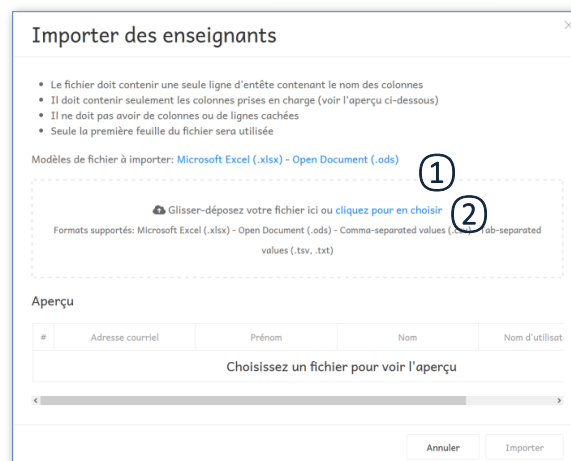 Importer des enseignants
×
• Le fichier doit contenir une seule ligne d'entête contenant le nom des colonnes
• Il doit contenir seulement les colonnes prises en charge (voir l'aperçu ci-dessous)
• Il ne doit pas avoir de colonnes ou de lignes cachées
• Seule la première feuille du fichier sera utilisée
Modèles de fichier à importer: Microsoft Excel (.xlsx) - Open Document (.ods)
1
Glisser-déposez votre fichier ici ou cliquez pour en choisir
2
Formats supportés: Microsoft Excel (.xlsx) - Open Document (.ods) - Comma-separated values - Tab-separated
values (.tsv, .txt)
Aperçu
# Adresse courriel Prénom Nom Nom d'utilisat
Choisissez un fichier pour voir l'aperçu
Annuler Importer